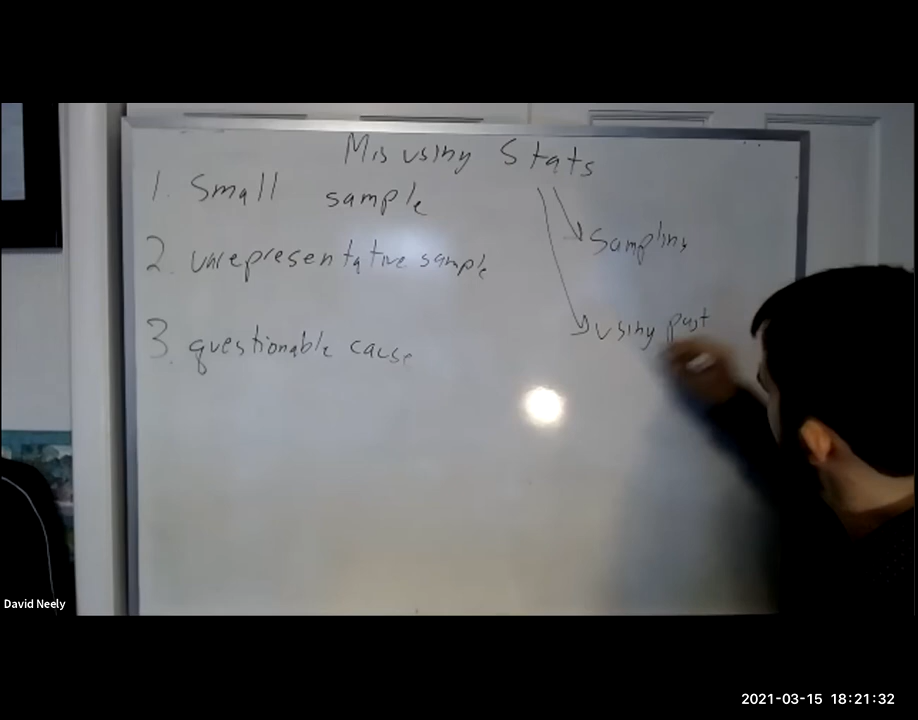 Misusing Stats
1. Small sample
2. unrepresentative sample
3. questionable cause
Sampling
using past
David Neely
2021-03-15 18:21:32